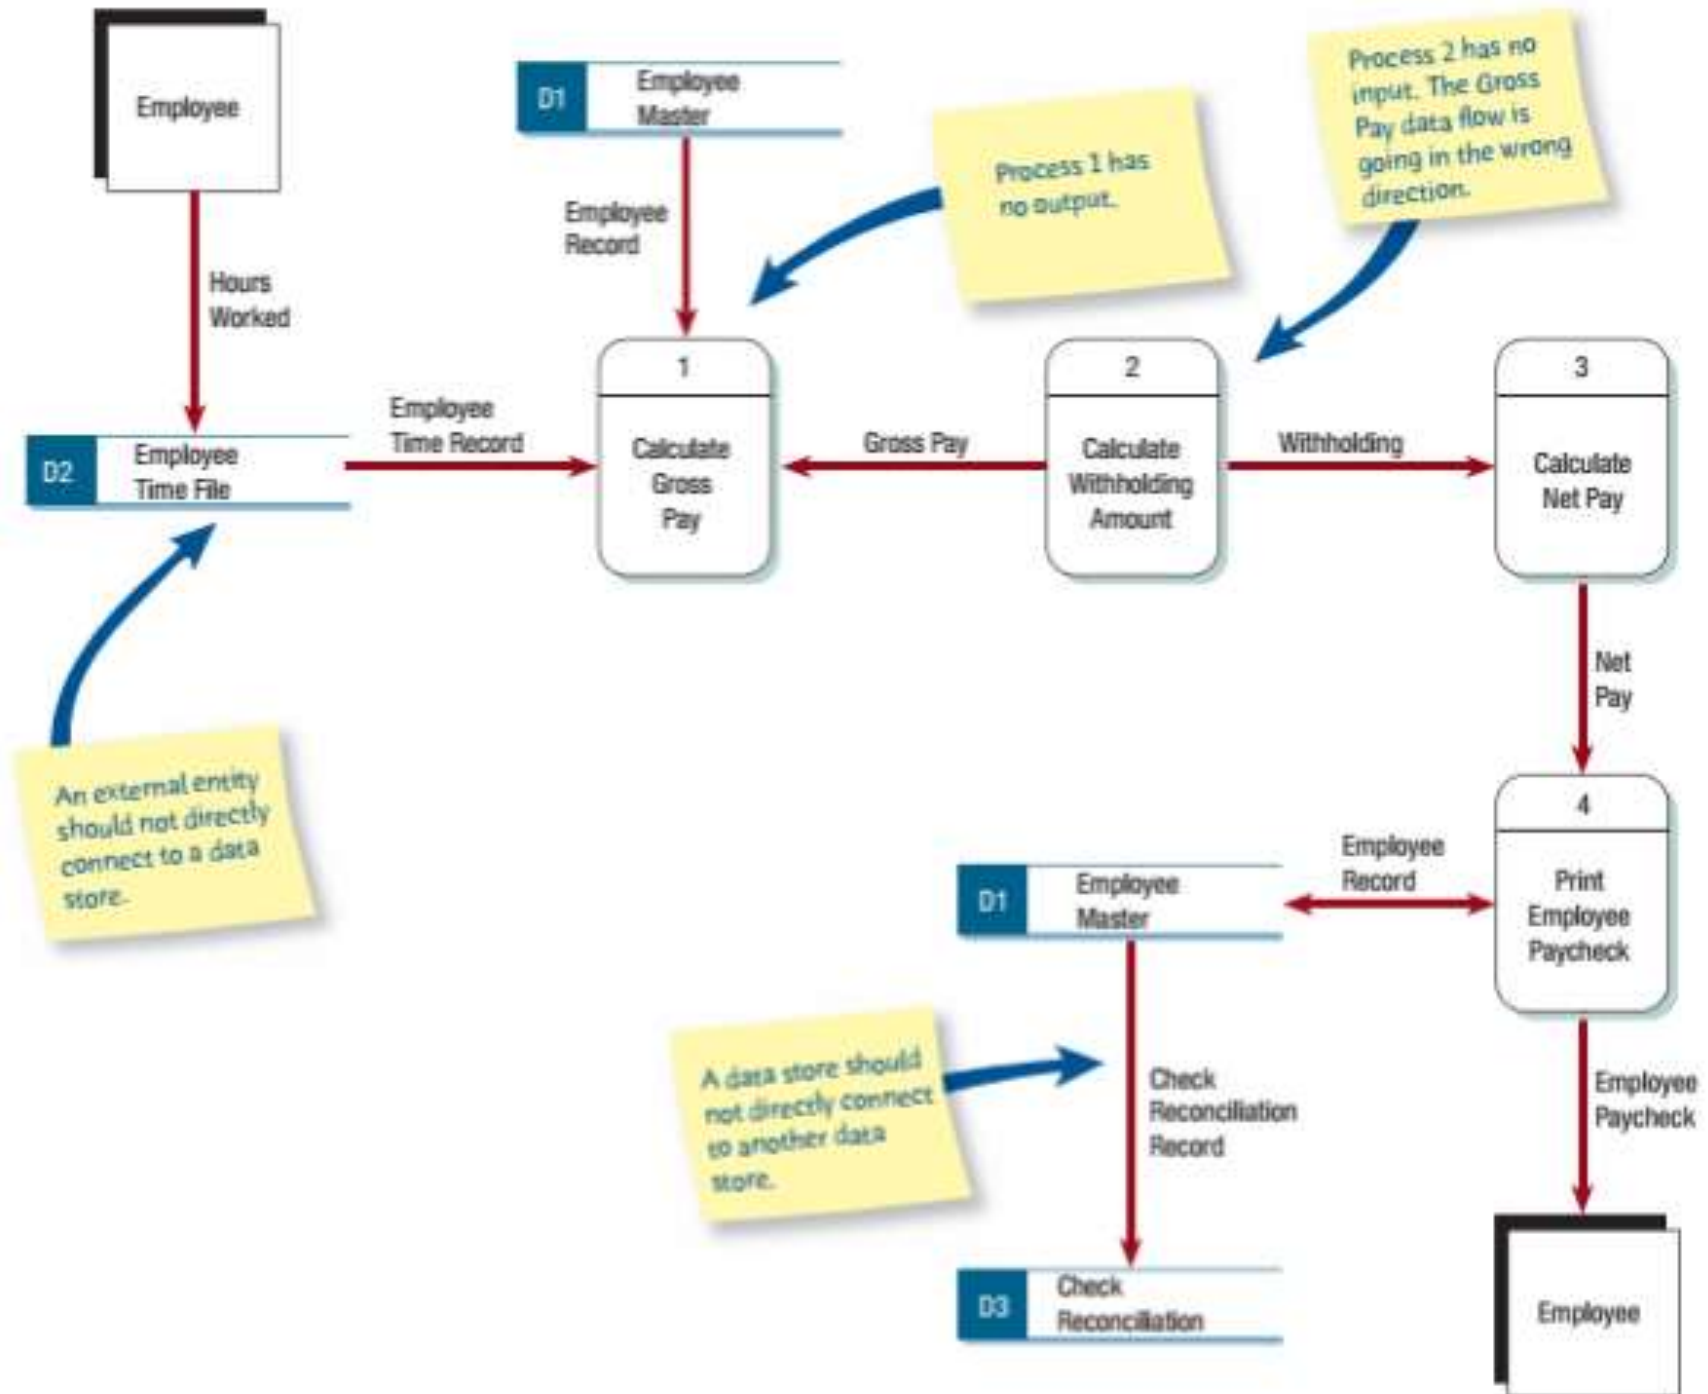 Employee
D1
Employee
Master
Process 1 has
no output.
Process 2 has no
input. The Gross
Pay data flow is
going in the wrong
direction.
Employee
Record
Hours
Worked
D2
Employee
Time File
Employee
Time Record
1
Calculate
Gross
Pay
Gross Pay
2
Calculate
Withholding
Amount
Withholding
3
Calculate
Net Pay
Net
Pay
An external entity
should not directly
connect to a data
store.
4
Print
Employee
Paycheck
Employee
Record
D1
Employee
Master
A data store should
not directly connect
to another data
store.
Check
Reconciliation
Record
Employee
Paycheck
D3
Check
Reconciliation
Employee